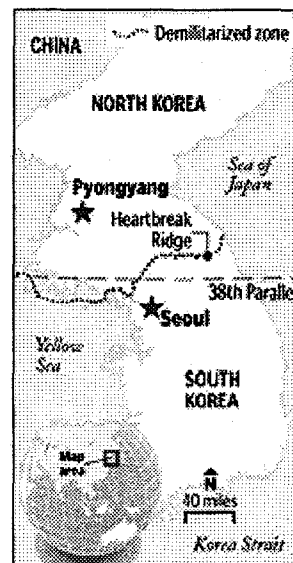 CHINA
Demilitarized zone
NORTH KOREA
Sea of
Japan
Pyongyang
Heartbreak
Ridge
38th Paralle
Seoul
Yellow
Sea
SOUTH
KOREA
Map
area
N
40 miles
Korea Strait